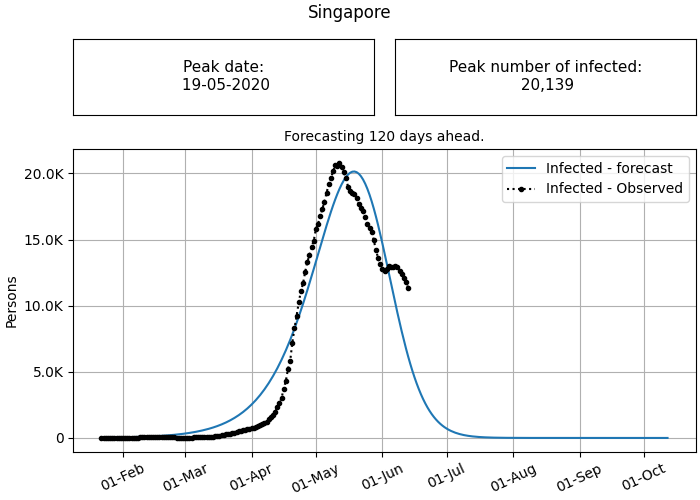 Singapore
Peak date:
19-05-2020
Peak number of infected:
20,139
Forecasting 120 days ahead.
Infected - forecast
Infected - Observed
Persons
20.0K
15.0K
10.0K
5.0K
0
01-Feb
01-Mar
01-Apr
01-May
01-Jun
01-Jul
01-Aug
01-Sep
01-Oct